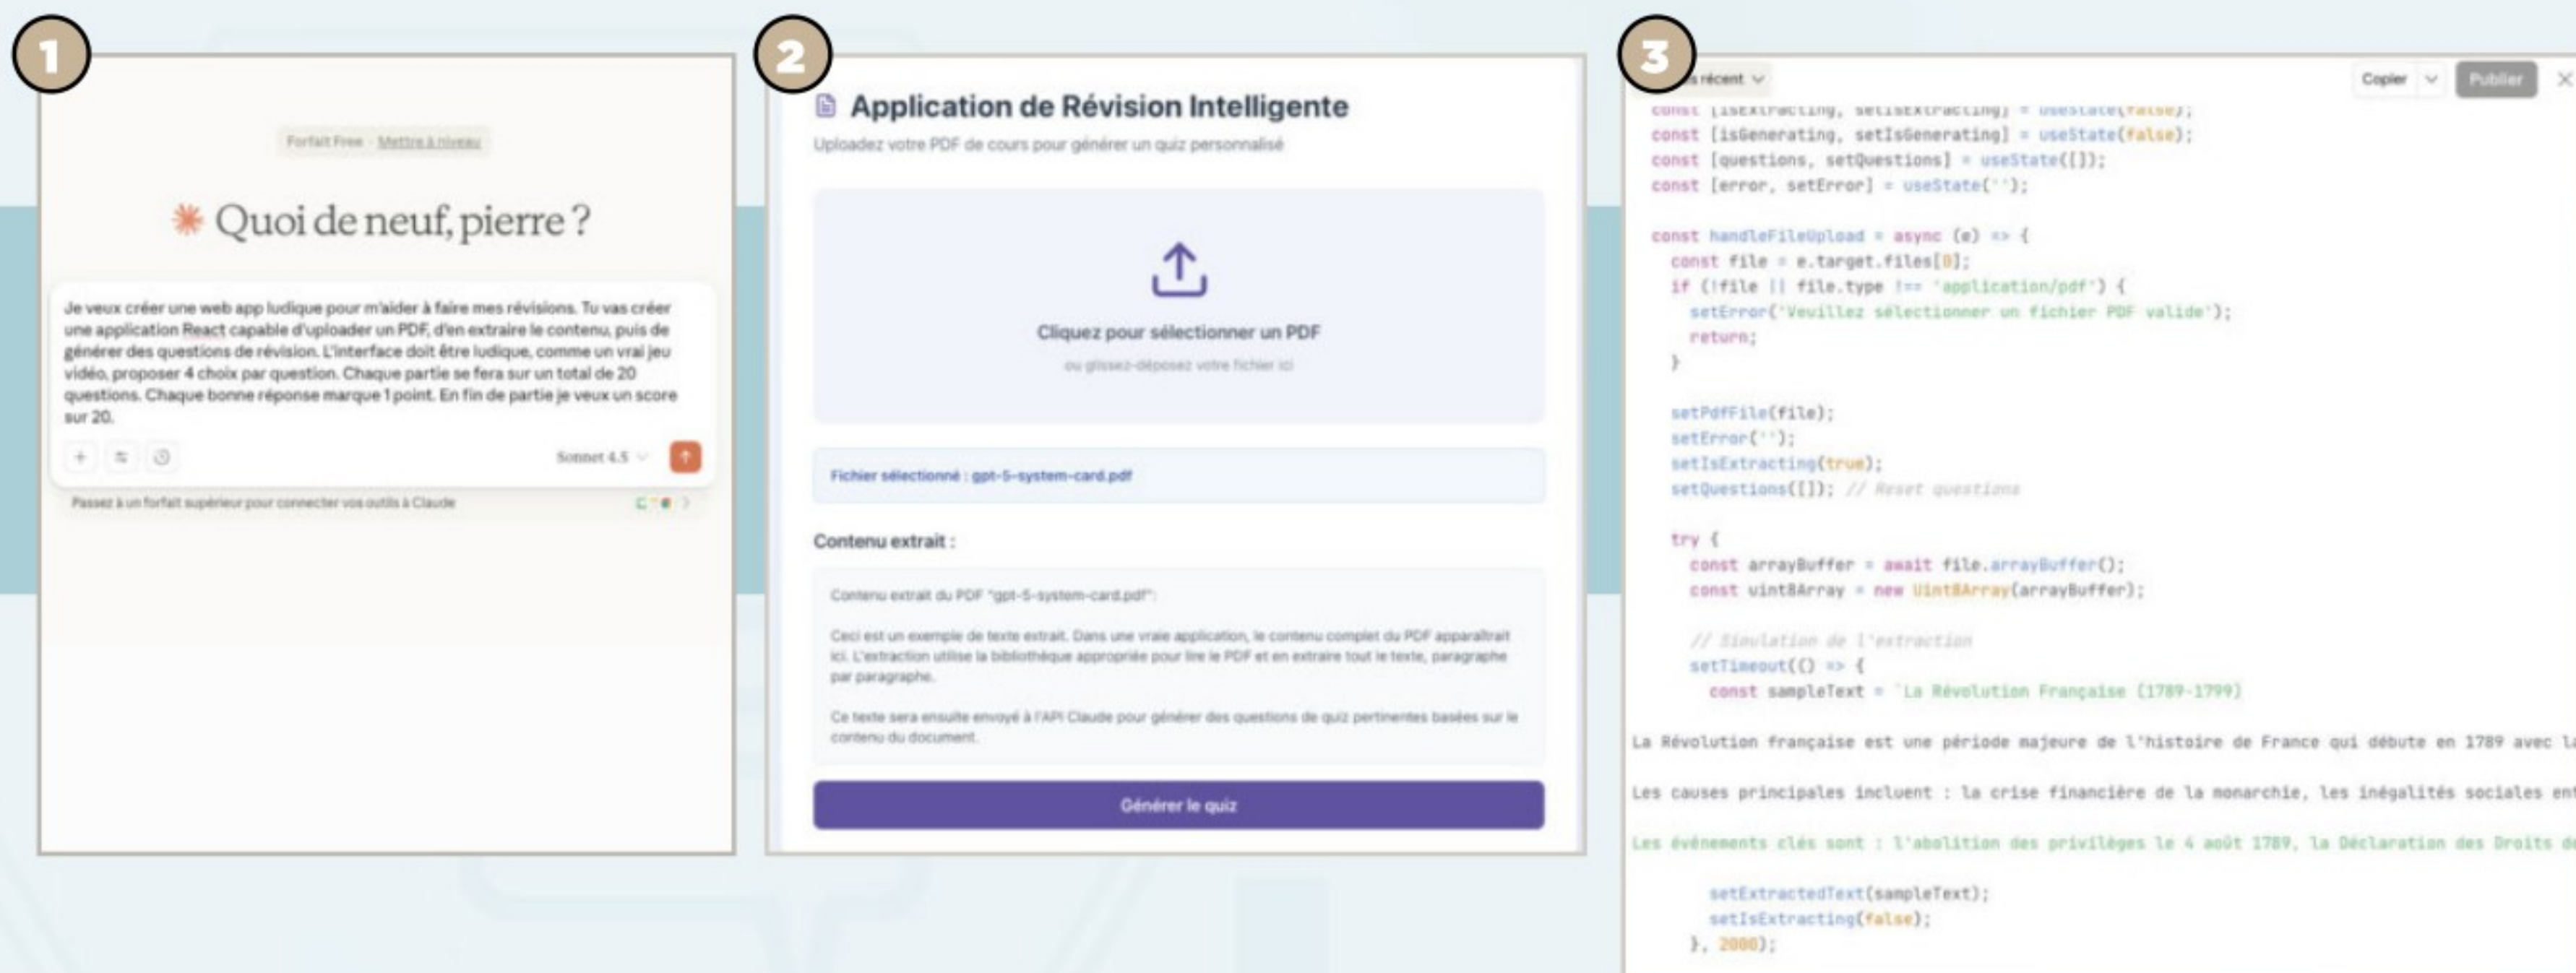 1
Forfait Free · Mettre à niveau
Quoi de neuf, pierre ?
Je veux créer une web app ludique pour m'aider à faire mes révisions. Tu vas créer
une application React capable d'uploader un PDF, d'en extraire le contenu, puis de
générer des questions de révision. L'interface doit être ludique, comme un vrai jeu
vidéo, proposer 4 choix par question. Chaque partie se fera sur un total de 20
questions. Chaque bonne réponse marque 1 point. En fin de partie je veux un score
sur 20.
Sonnet 4.5
Passez à un forfait supérieur pour connecter vos outils à Claude
2
Application de Révision Intelligente
Uploadez votre PDF de cours pour générer un quiz personnalisé
Cliquez pour sélectionner un PDF
ou glissez-déposez votre fichier ici
Fichier sélectionné : gpt-5-system-card.pdf
Contenu extrait :
Contenu extrait du PDF "gpt-5-system-card.pdf":
Ceci est un exemple de texte extrait. Dans une vraie application, le contenu complet du PDF apparaîtrait
ici. L'extraction utilise la bibliothèque appropriée pour lire le PDF et en extraire tout le texte, paragraphe
par paragraphe.
Ce texte sera ensuite envoyé à l'API Claude pour générer des questions de quiz pertinentes basées sur le
contenu du document.
Générer le quiz
3
récent
Copier
Publier
const [isExtracting, setIsExtracting] = useState(false);
const [isGenerating, setIsGenerating] = useState(false);
const [questions, setQuestions] = useState([]);
const [error, setError] = useState('');
const handleFileUpload = async (e) => {
const file = e.target.files[0];
if (!file || file.type !== 'application/pdf') {
setError('Veuillez sélectionner un fichier PDF valide');
return;
}
setPdfFile(file);
setError('');
setIsExtracting(true);
setQuestions([]); // Reset questions
try {
const arrayBuffer = await file.arrayBuffer();
const uint8Array = new Uint8Array(arrayBuffer);
// Simulation de l'extraction
setTimeout(() => {
const sampleText = `La Révolution Française (1789-1799)
La Révolution française est une période majeure de l'histoire de France qui débute en 1789 avec la
Les causes principales incluent : la crise financière de la monarchie, les inégalités sociales ent
Les événements clés sont : l'abolition des privilèges le 4 août 1789, la Déclaration des Droits de
setExtractedText(sampleText);
setIsExtracting(false);
}, 2000);